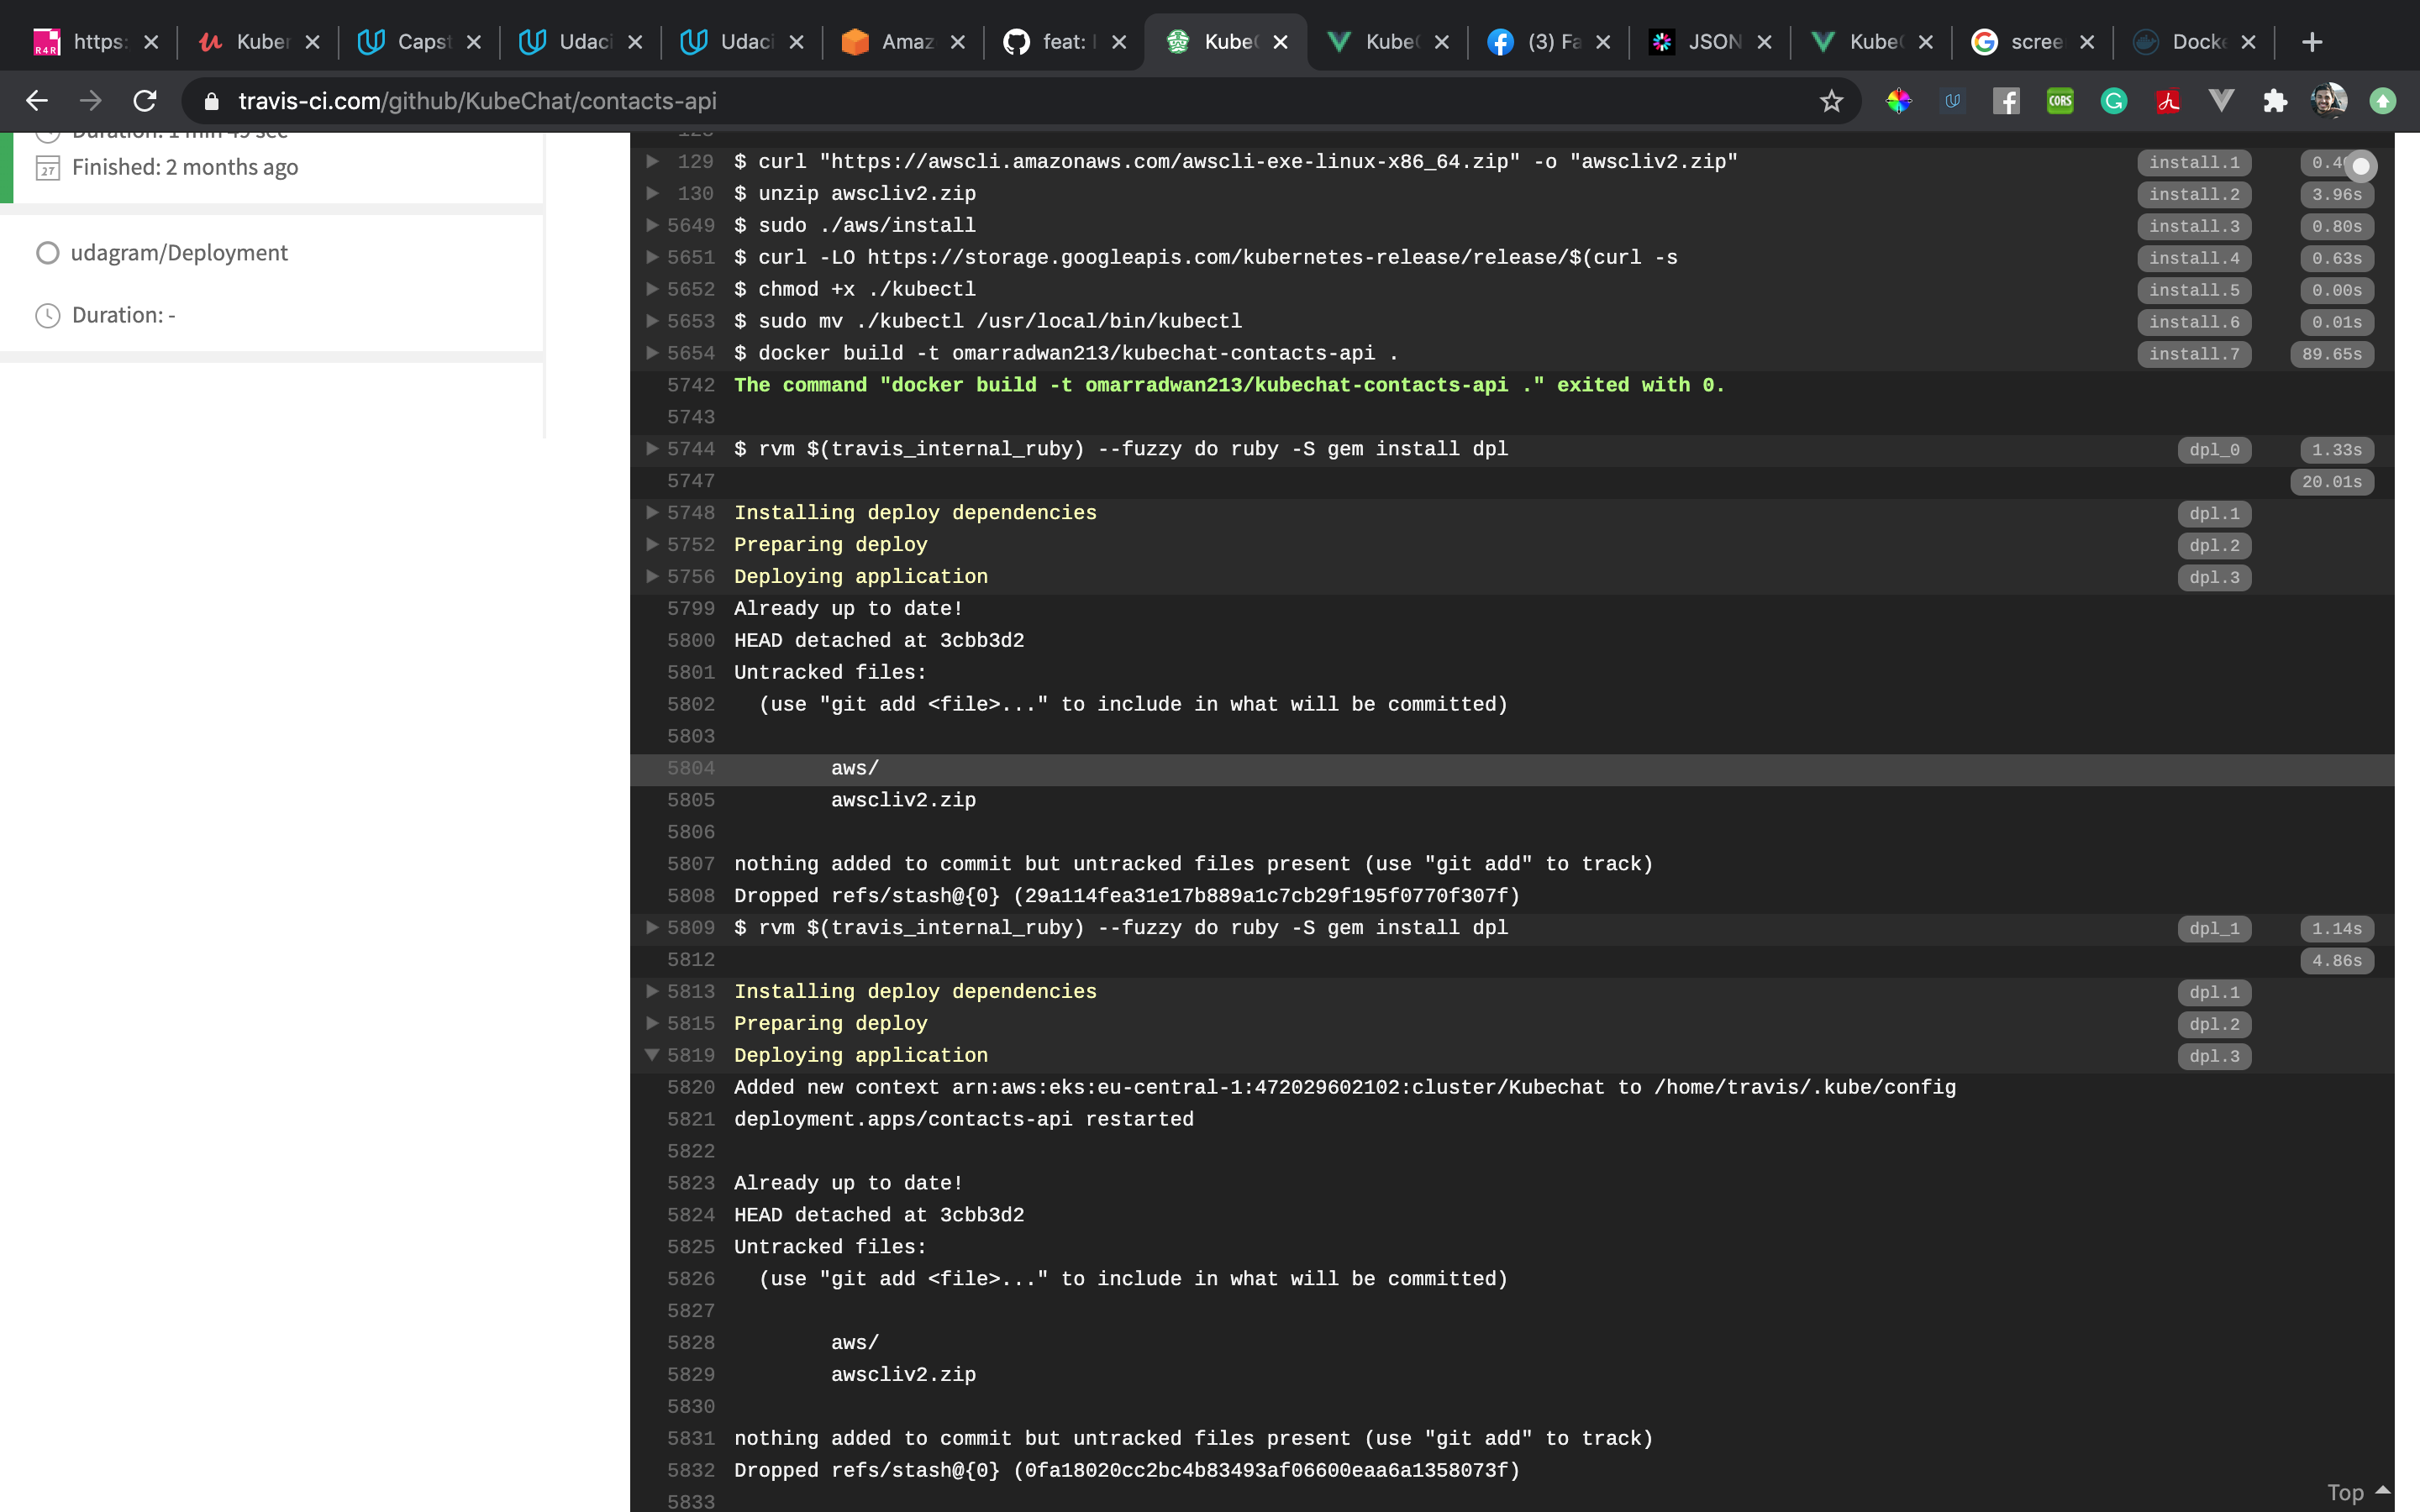 https:
Kuber
Capst
Udaci
Udaci
Amaz
feat:
KubeC
KubeC
(3) Fa
JSON
KubeC
scree
Docke
travis-ci.com/github/KubeChat/contacts-api
CORS
Duration: 1 min 49 sec
27 Finished: 2 months ago
udagram/Deployment
Duration: -
128
129 $ curl "https://awscli.amazonaws.com/awscli-exe-linux-x86_64.zip" -o "awscliv2.zip" install.1
130 $ unzip awscliv2.zip install.2 3.96s
5649 $ sudo ./aws/install install.3 0.80s
5651 $ curl -LO https://storage.googleapis.com/kubernetes-release/release/$(curl -s install.4 0.63s
5652 $ chmod +x ./kubectl install.5 0.00s
5653 $ sudo mv ./kubectl /usr/local/bin/kubectl install.6 0.01s
5654 $ docker build -t omarradwan213/kubechat-contacts-api . install.7 89.65s
5742 The command "docker build -t omarradwan213/kubechat-contacts-api ." exited with 0.
5743
5744 $ rvm $(travis_internal_ruby) --fuzzy do ruby -S gem install dpl dpl_0 1.33s
5747 20.01s
5748 Installing deploy dependencies dpl.1
5752 Preparing deploy dpl.2
5756 Deploying application dpl.3
5799 Already up to date!
5800 HEAD detached at 3cbb3d2
5801 Untracked files:
5802 (use "git add <file>..." to include in what will be committed)
5803
5804 aws/
5805 awscliv2.zip
5806
5807 nothing added to commit but untracked files present (use "git add" to track)
5808 Dropped refs/stash@{0} (29a114fea31e17b889a1c7cb29f195f0770f307f)
5809 $ rvm $(travis_internal_ruby) --fuzzy do ruby -S gem install dpl dpl_1 1.14s
5812 4.86s
5813 Installing deploy dependencies dpl.1
5815 Preparing deploy dpl.2
5819 Deploying application dpl.3
5820 Added new context arn:aws:eks:eu-central-1:472029602102:cluster/Kubechat to /home/travis/.kube/config
5821 deployment.apps/contacts-api restarted
5822
5823 Already up to date!
5824 HEAD detached at 3cbb3d2
5825 Untracked files:
5826 (use "git add <file>..." to include in what will be committed)
5827
5828 aws/
5829 awscliv2.zip
5830
5831 nothing added to commit but untracked files present (use "git add" to track)
5832 Dropped refs/stash@{0} (0fa18020cc2bc4b83493af06600eaa6a1358073f)
5833
Top